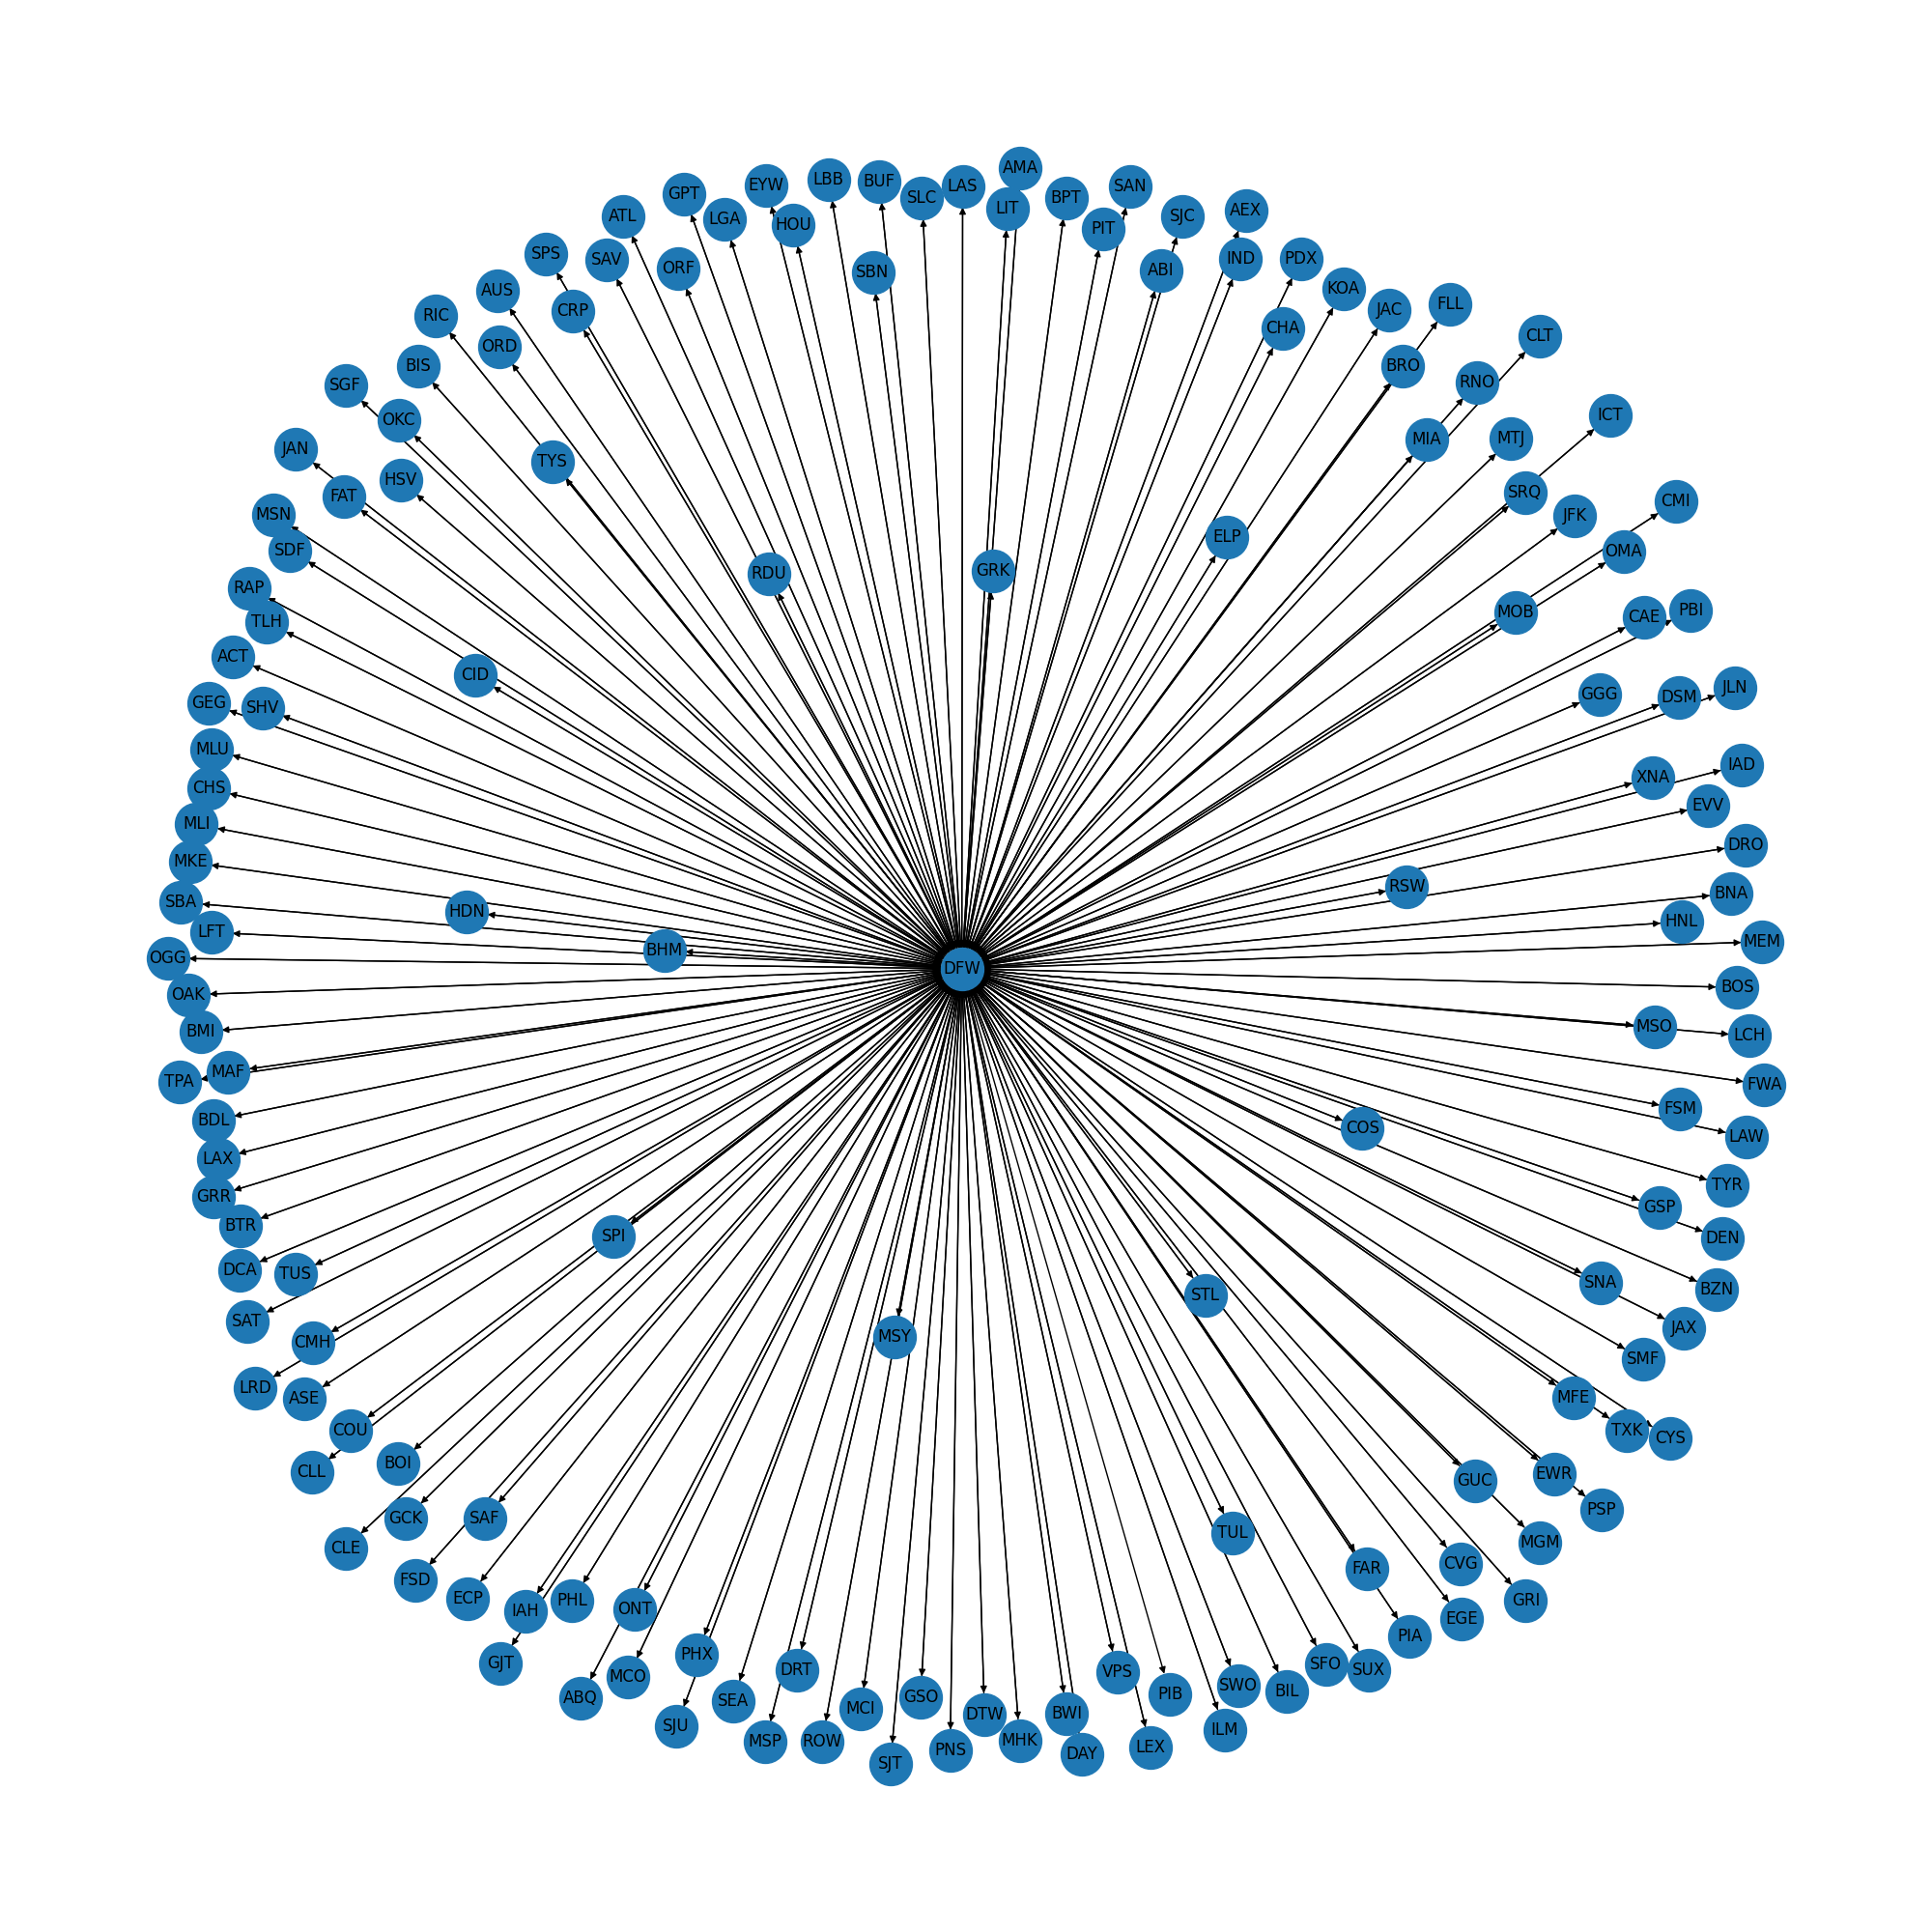 AMA
LBB
BUF
EYW
LAS
SAN
GPT
SLC
BPT
LIT
AEX
ATL
SJC
LGA
HOU
PIT
SPS
SAV
IND
PDX
ORF
SBN
ABI
AUS
KOA
FLL
CRP
JAC
RIC
CHA
CLT
ORD
BIS
BRO
SGF
RNO
ICT
OKC
MTJ
MIA
JAN
TYS
HSV
SRQ
FAT
CMI
MSN
JFK
ELP
SDF
OMA
RDU
GRK
RAP
PBI
MOB
CAE
TLH
ACT
CID
JLN
GGG
DSM
GEG
SHV
MLU
IAD
XNA
CHS
EVV
MLI
DRO
MKE
RSW
BNA
SBA
HDN
HNL
LFT
MEM
BHM
OGG
DFW
BOS
OAK
MSO
BMI
LCH
MAF
TPA
FWA
FSM
BDL
COS
LAW
LAX
TYR
GRR
GSP
BTR
SPI
DEN
DCA
TUS
SNA
BZN
STL
SAT
JAX
MSY
CMH
SMF
LRD
ASE
MFE
COU
TXK
CYS
BOI
CLL
EWR
GUC
PSP
GCK
SAF
TUL
MGM
CLE
CVG
FAR
FSD
ECP
PHL
GRI
ONT
IAH
EGE
PIA
PHX
GJT
SFO
DRT
SUX
VPS
MCO
SWO
BIL
PIB
ABQ
GSO
SEA
MCI
BWI
DTW
SJU
ILM
MHK
MSP
ROW
LEX
PNS
DAY
SJT